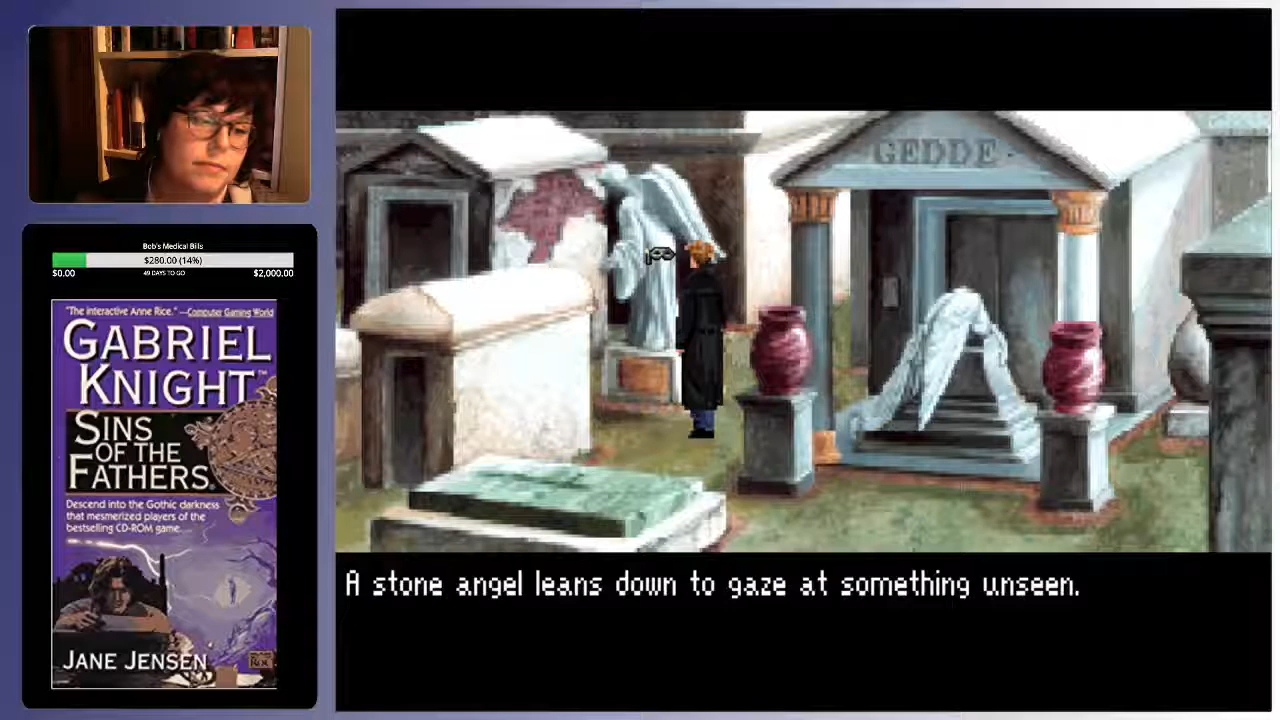 Bob's Medical Bills
$280.00 (14%)
$0.00
49 DAYS TO GO
$2,000.00
"The interactive Anne Rice." —Computer Gaming World
GABRIEL
KNIGHT™
SINS
OF THE
FATHERS®
Descend into the Gothic darkness
that mesmerized players of the
bestselling CD-ROM game....
JANE JENSEN
ROC
GEDDE
A stone angel leans down to gaze at something unseen.